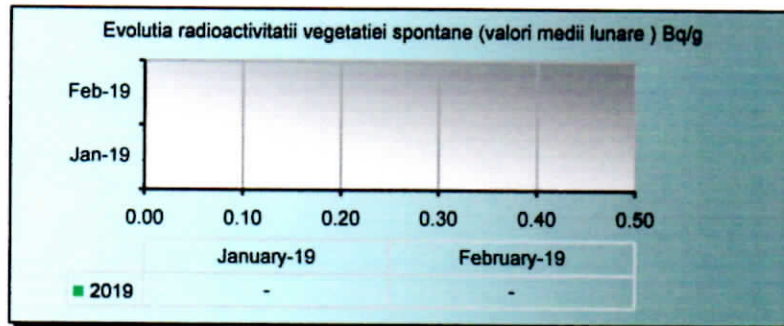 Evolutia radioactivitatii vegetatiei spontane (valori medii lunare ) Bq/g
Feb-19
Jan-19
0.00 0.10 0.20 0.30 0.40 0.50
January-19 February-19
2019 - -